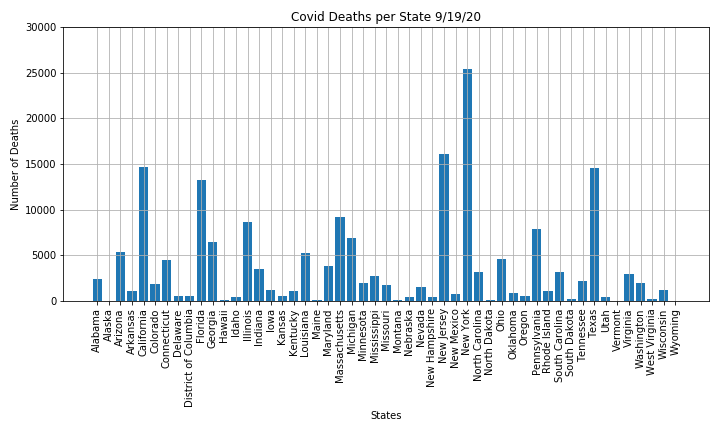 Covid Deaths per State 9/19/20
30000
25000
20000
15000
10000
5000
0
Number of Deaths
Alabama
Alaska
Arizona
Arkansas
California
Colorado
Connecticut
Delaware
District of Columbia
Florida
Georgia
Hawaii
Idaho
Illinois
Indiana
Iowa
Kansas
Kentucky
Louisiana
Maine
Maryland
Massachusetts
Michigan
Minnesota
Mississippi
Missouri
Montana
Nebraska
Nevada
New Hampshire
New Jersey
New Mexico
New York
North Carolina
North Dakota
Ohio
Oklahoma
Oregon
Pennsylvania
Rhode Island
South Carolina
South Dakota
Tennessee
Texas
Utah
Vermont
Virginia
Washington
West Virginia
Wisconsin
Wyoming
States